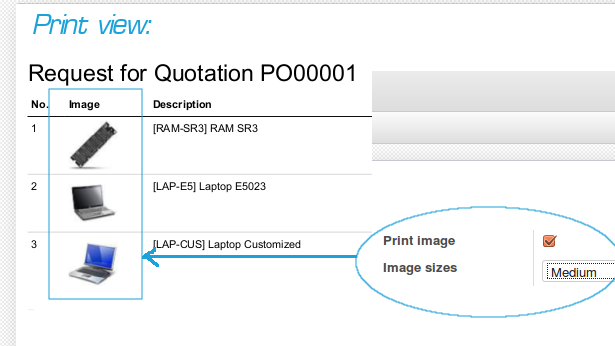 Print view:
Request for Quotation PO00001
No. Image Description
1 [RAM-SR3] RAM SR3
2 [LAP-E5] Laptop E5023
3 [LAP-CUS] Laptop Customized
Print image
Image sizes Medium